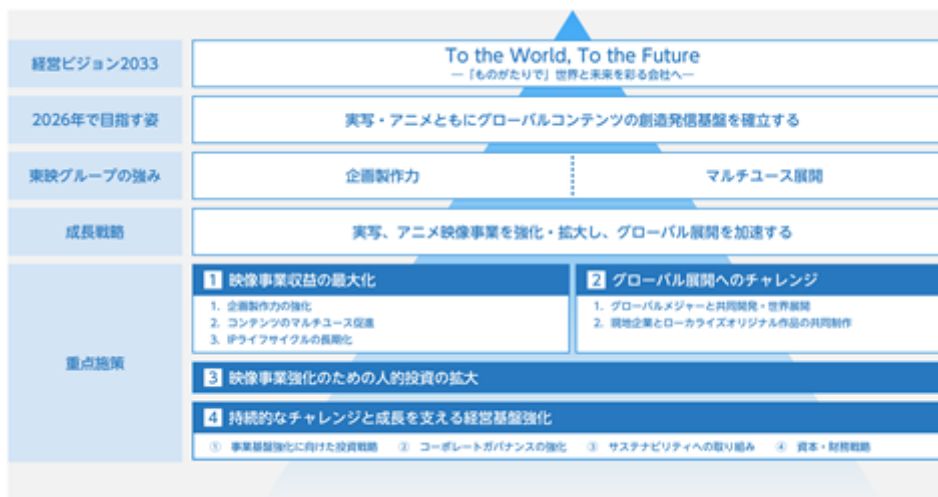 経営ビジョン2033
To the World, To the Future
―「ものがたりで」世界と未来を彩る会社へ―
2026年で目指す姿
実写・アニメともにグローバルコンテンツの創造発信基盤を確立する
東映グループの強み
企画製作力
マルチユース展開
成長戦略
実写、アニメ映像事業を強化・拡大し、グローバル展開を加速する
重点施策
1 映像事業収益の最大化
1. 企画製作力の強化
2. コンテンツのマルチユース促進
3. IPライフサイクルの長期化
2 グローバル展開へのチャレンジ
1. グローバルメジャーと共同開発・世界展開
2. 現地企業とローカライズオリジナル作品の共同制作
3 映像事業強化のための人的投資の拡大
4 持続的なチャレンジと成長を支える経営基盤強化
① 事業基盤強化に向けた投資戦略 ② コーポレートガバナンスの強化 ③ サステナビリティへの取り組み ④ 資本・財務戦略